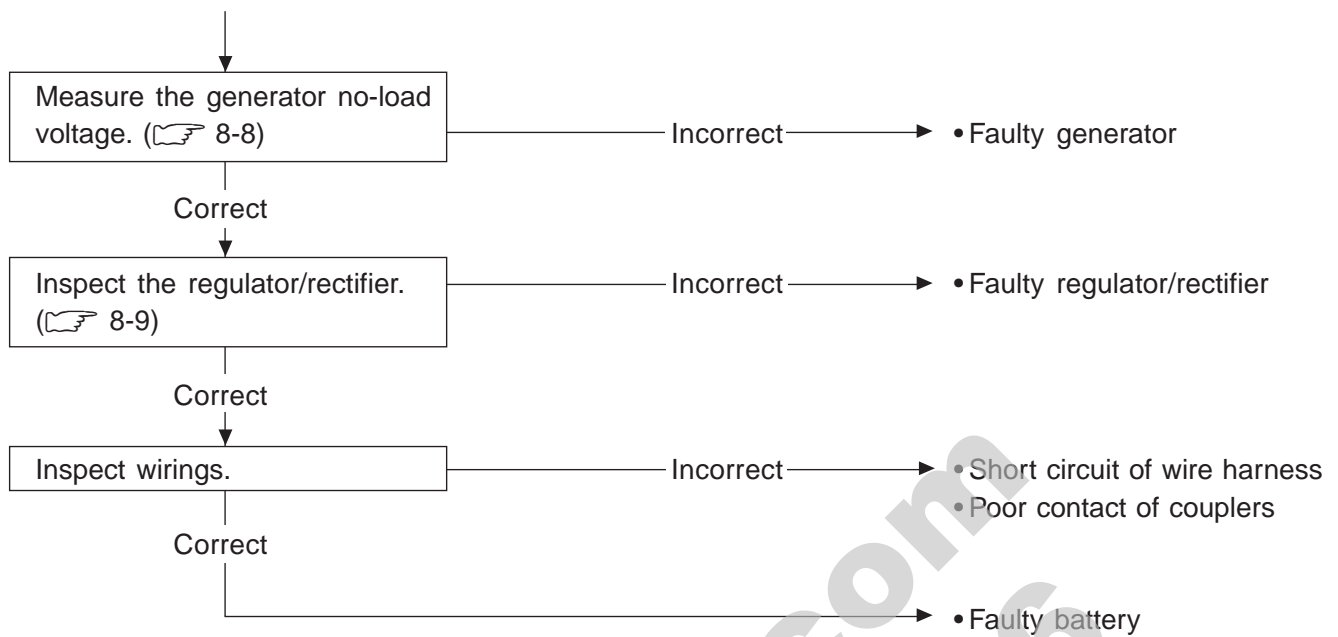 Measure the generator no-load
voltage. (☞ 8-8)
Incorrect
• Faulty generator
Correct
Inspect the regulator/rectifier.
(☞ 8-9)
Incorrect
• Faulty regulator/rectifier
Correct
Inspect wirings.
Incorrect
• Short circuit of wire harness
• Poor contact of couplers
Correct
• Faulty battery
com